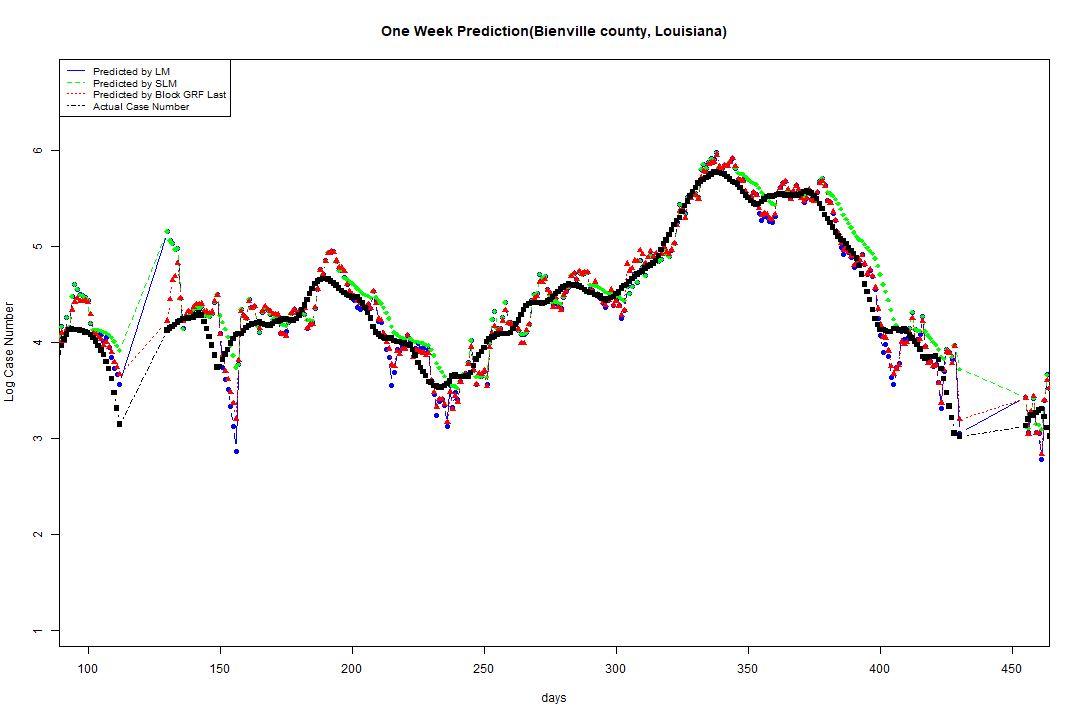 One Week Prediction(Bienville county, Louisiana)
Predicted by LM
Predicted by SLM
Predicted by Block GRF Last
Actual Case Number
6
5
4
3
2
1
Log Case Number
100 150 200 250 300 350 400 450
days